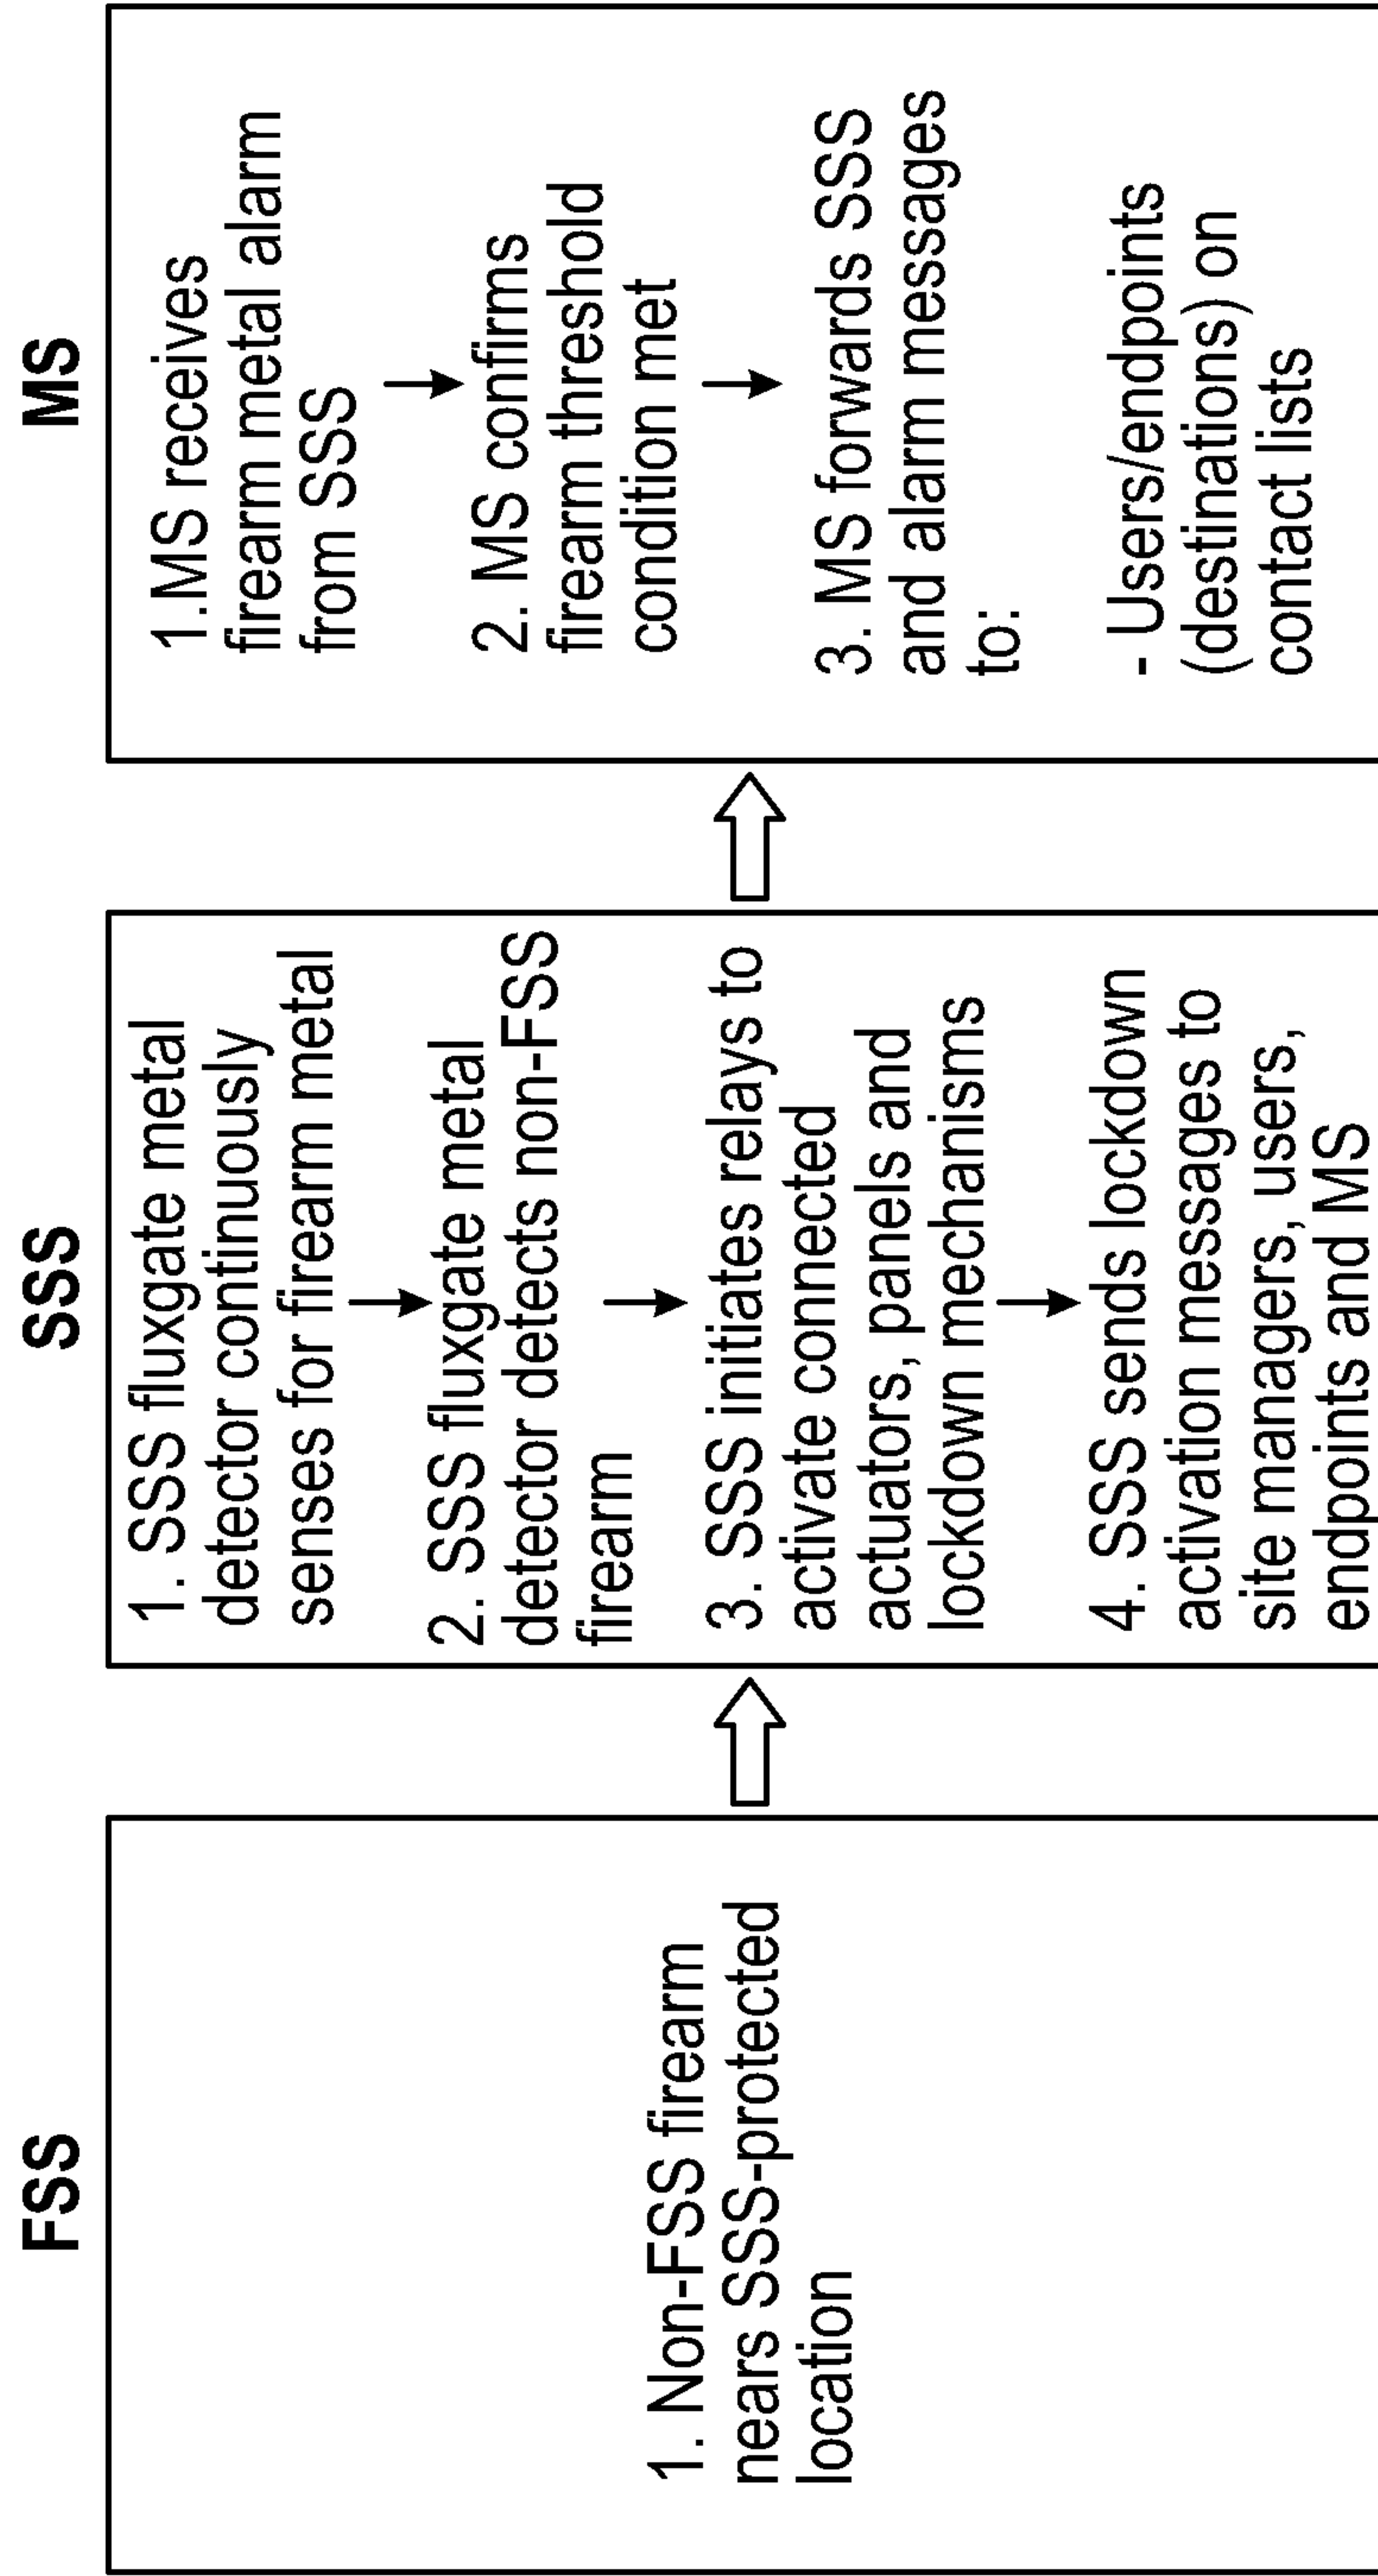 FSS
1. Non-FSS firearm
nears SSS-protected
location
SSS
1. SSS fluxgate metal
detector continuously
senses for firearm metal
2. SSS fluxgate metal
detector detects non-FSS
firearm
3. SSS initiates relays to
activate connected
actuators, panels and
lockdown mechanisms
4. SSS sends lockdown
activation messages to
site managers, users,
endpoints and MS
MS
1.MS receives
firearm metal alarm
from SSS
2. MS confirms
firearm threshold
condition met
3. MS forwards SSS
and alarm messages
to:
- Users/endpoints
(destinations) on
contact lists